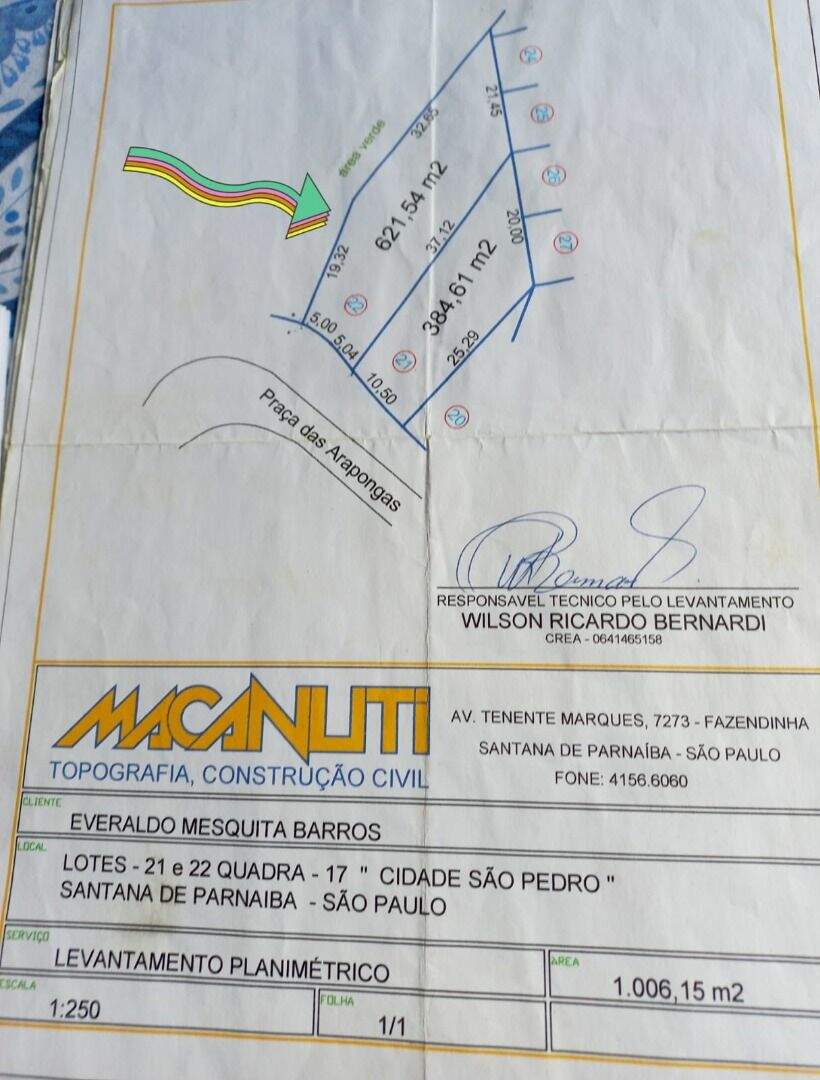 24
21,45
25
área verde
32,65
26
621,54 m2
37,12
20,00
27
19,32
384,61 m2
22
5,00
5,04
21
25,29
10,50
20
Praça das Arapongas
RESPONSAVEL TECNICO PELO LEVANTAMENTO
WILSON RICARDO BERNARDI
CREA - 0641465158
MACANUTI
TOPOGRAFIA, CONSTRUÇÃO CIVIL
AV. TENENTE MARQUES, 7273 - FAZENDINHA
SANTANA DE PARNAÍBA - SÃO PAULO
FONE: 4156.6060
CLIENTE
EVERALDO MESQUITA BARROS
LOCAL
LOTES - 21 e 22 QUADRA - 17 " CIDADE SÃO PEDRO "
SANTANA DE PARNAIBA - SÃO PAULO
SERVIÇO
LEVANTAMENTO PLANIMÉTRICO
AREA
1.006,15 m2
ESCALA
1:250
FOLHA
1/1